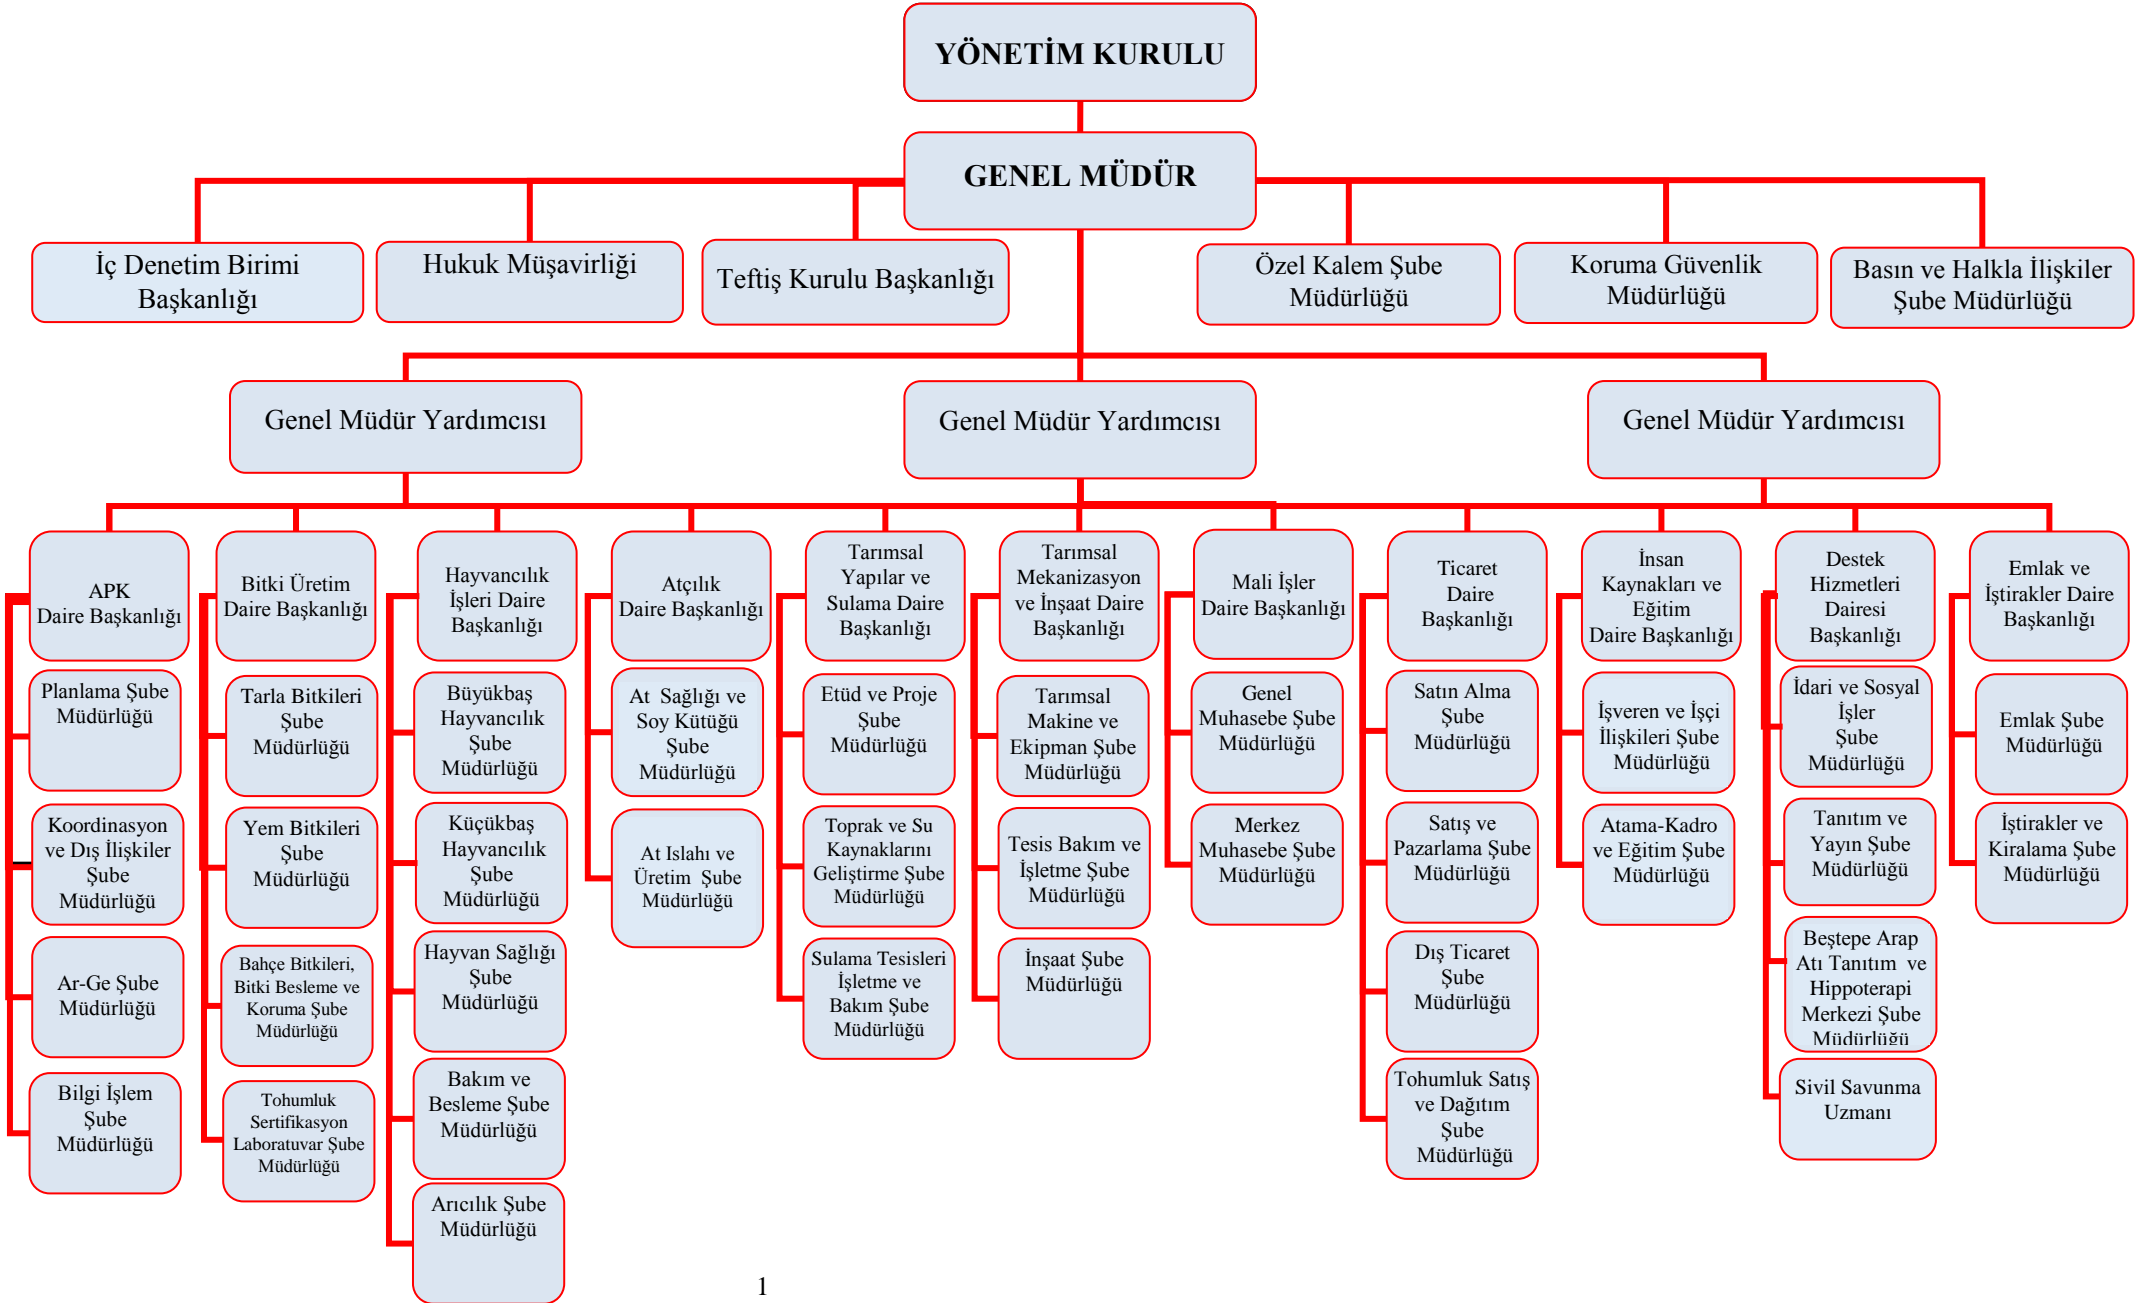 YÖNETİM KURULU
GENEL MÜDÜR
İç Denetim Birimi
Başkanlığı
Hukuk Müşavirliği
Teftiş Kurulu Başkanlığı
Özel Kalem Şube
Müdürlüğü
Koruma Güvenlik
Müdürlüğü
Basın ve Halkla İlişkiler
Şube Müdürlüğü
Genel Müdür Yardımcısı
Genel Müdür Yardımcısı
Genel Müdür Yardımcısı
APK
Daire Başkanlığı
Planlama Şube
Müdürlüğü
Koordinasyon
ve Dış İlişkiler
Şube
Müdürlüğü
Ar-Ge Şube
Müdürlüğü
Bilgi İşlem
Şube
Müdürlüğü
Bitki Üretim
Daire Başkanlığı
Tarla Bitkileri
Şube
Müdürlüğü
Yem Bitkileri
Şube
Müdürlüğü
Bahçe Bitkileri,
Bitki Besleme ve
Koruma Şube
Müdürlüğü
Tohumluk
Sertifikasyon
Laboratuvar Şube
Müdürlüğü
Hayvancılık
İşleri Daire
Başkanlığı
Büyükbaş
Hayvancılık
Şube
Müdürlüğü
Küçükbaş
Hayvancılık
Şube
Müdürlüğü
Hayvan Sağlığı
Şube
Müdürlüğü
Bakım ve
Besleme Şube
Müdürlüğü
Arıcılık Şube
Müdürlüğü
Atçılık
Daire Başkanlığı
At Sağlığı ve
Soy Kütüğü
Şube
Müdürlüğü
At Islahı ve
Üretim Şube
Müdürlüğü
Tarımsal
Yapılar ve
Sulama Daire
Başkanlığı
Etüd ve Proje
Şube
Müdürlüğü
Toprak ve Su
Kaynaklarını
Geliştirme Şube
Müdürlüğü
Sulama Tesisleri
İşletme ve
Bakım Şube
Müdürlüğü
Tarımsal
Mekanizasyon
ve İnşaat Daire
Başkanlığı
Tarımsal
Makine ve
Ekipman Şube
Müdürlüğü
Tesis Bakım ve
İşletme Şube
Müdürlüğü
İnşaat Şube
Müdürlüğü
Mali İşler
Daire Başkanlığı
Genel
Muhasebe Şube
Müdürlüğü
Merkez
Muhasebe Şube
Müdürlüğü
Ticaret
Daire
Başkanlığı
Satın Alma
Şube
Müdürlüğü
Satış ve
Pazarlama Şube
Müdürlüğü
Dış Ticaret
Şube
Müdürlüğü
Tohumluk Satış
ve Dağıtım
Şube
Müdürlüğü
İnsan
Kaynakları ve
Eğitim
Daire Başkanlığı
İşveren ve İşçi
İlişkileri Şube
Müdürlüğü
Atama-Kadro
ve Eğitim Şube
Müdürlüğü
Destek
Hizmetleri
Dairesi
Başkanlığı
İdari ve Sosyal
İşler
Şube
Müdürlüğü
Tanıtım ve
Yayın Şube
Müdürlüğü
Beştepe Arap
Atı Tanıtım ve
Hippoterapi
Merkezi Şube
Müdürlüğü
Sivil Savunma
Uzmanı
Emlak ve
İştirakler Daire
Başkanlığı
Emlak Şube
Müdürlüğü
İştirakler ve
Kiralama Şube
Müdürlüğü
1